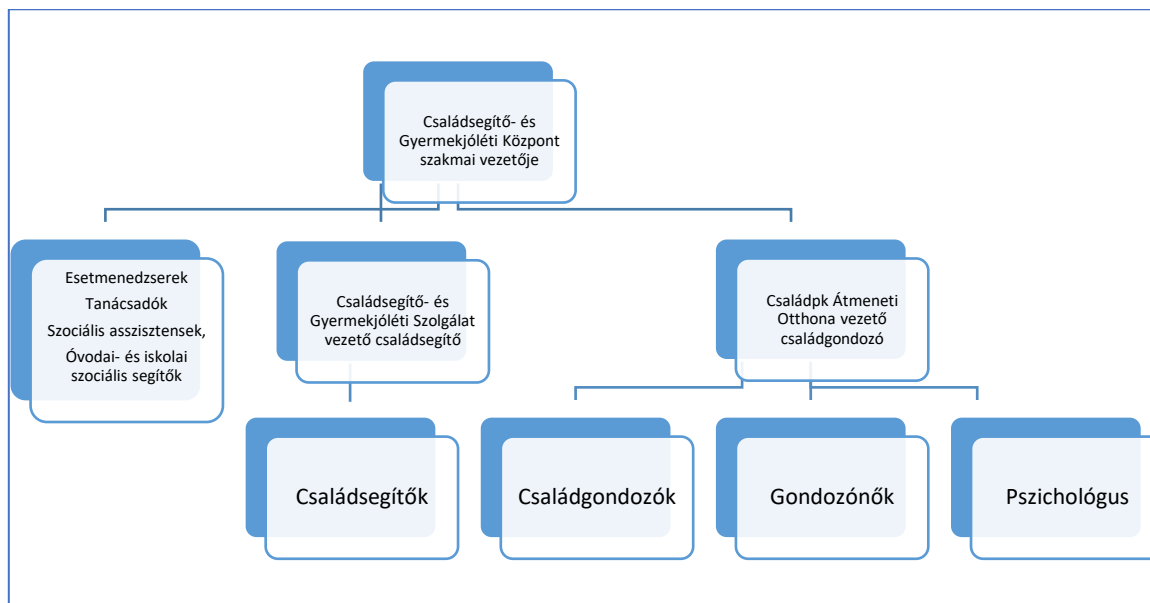 Családsegítő- és
Gyermekjóléti Központ
szakmai vezetője
Esetmenedzserek
Tanácsadók
Szociális asszisztensek,
Óvodai- és iskolai
szociális segítők
Családsegítő- és
Gyermekjóléti Szolgálat
vezető családsegítő
Családpk Átmeneti
Otthona vezető
családgondozó
Családsegítők
Családgondozók
Gondozónők
Pszichológus